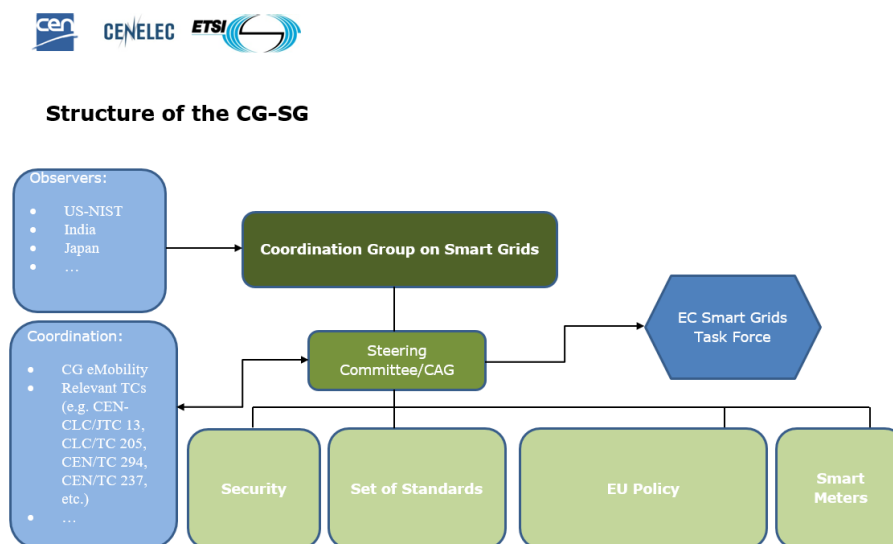 cen
CENELEC
ETSI
Structure of the CG-SG
Observers:
• US-NIST
• India
• Japan
• …
Coordination Group on Smart Grids
EC Smart Grids
Task Force
Steering
Committee/CAG
Coordination:
• CG eMobility
• Relevant TCs
(e.g. CEN-
CLC/JTC 13,
CLC/TC 205,
CEN/TC 294,
CEN/TC 237,
etc.)
• …
Security
Set of Standards
EU Policy
Smart
Meters